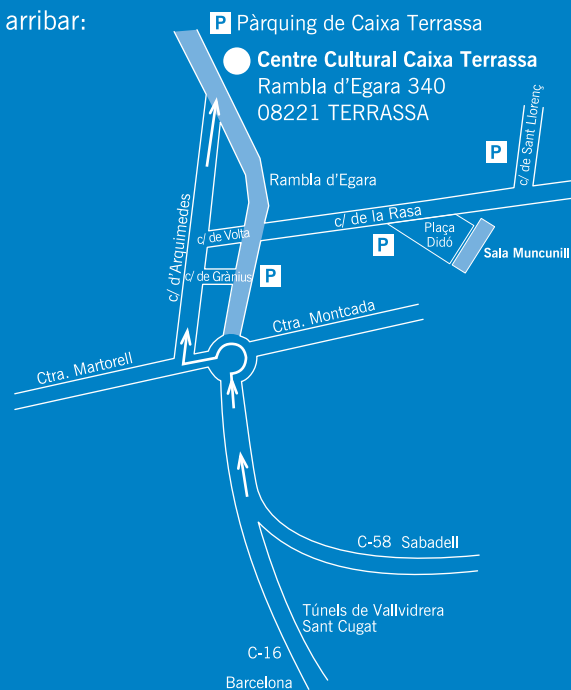 arribar:
P Pàrquing de Caixa Terrassa
Centre Cultural Caixa Terrassa
Rambla d'Egara 340
08221 TERRASSA
c/ de Sant Llorenç
P
Rambla d'Egara
c/ de la Rasa
c/ d'Arquimedes
c/ de Volta
Plaça
Didó
P
Sala Muncunill
c/ de Grànius
P
Ctra. Montcada
Ctra. Martorell
C-58 Sabadell
Túnels de Vallvidrera
Sant Cugat
C-16
Barcelona